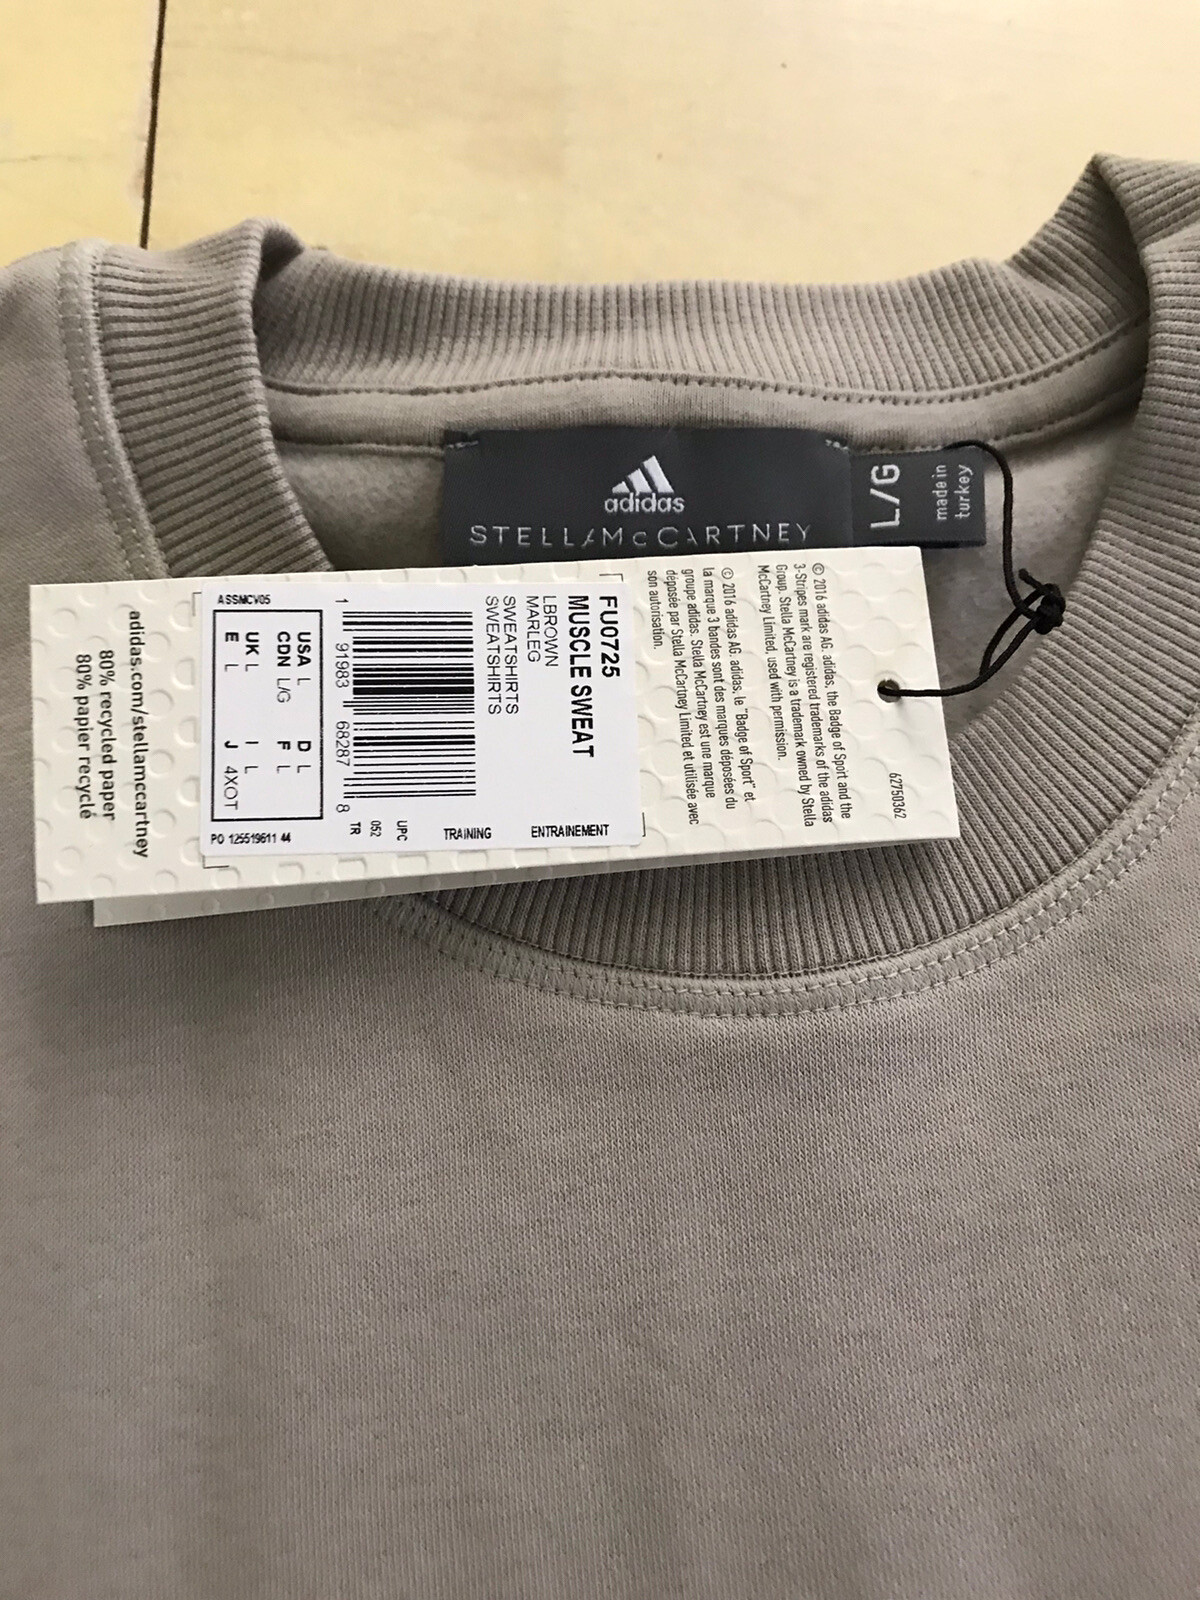 adidas
STELLA McCARTNEY
L/G
made in
turkey
FU0725
MUSCLE SWEAT
LBROWN
MARLEG
SWEATSHIRTS
SWEATSHIRTS
1 91983 68287 8
UPC
052
TR
TRAINING
ENTRAINEMENT
ASSMCV05
USA L D L
CDN L/G F L
UK L I L
E L J 4XOT
PO 125519611 44
© 2016 adidas AG. adidas, the Badge of Sport and the
3-Stripes mark are registered trademarks of the adidas
Group. Stella McCartney is a trademark owned by Stella
McCartney Limited, used with permission.
© 2016 adidas AG. adidas, le "Badge of Sport" et
la marque 3 bandes sont des marques déposées du
groupe adidas. Stella McCartney est une marque
déposée par Stella McCartney Limited et utilisée avec
son autorisation.
62750362
adidas.com/stellamccartney
80% recycled paper
80% papier recyclé